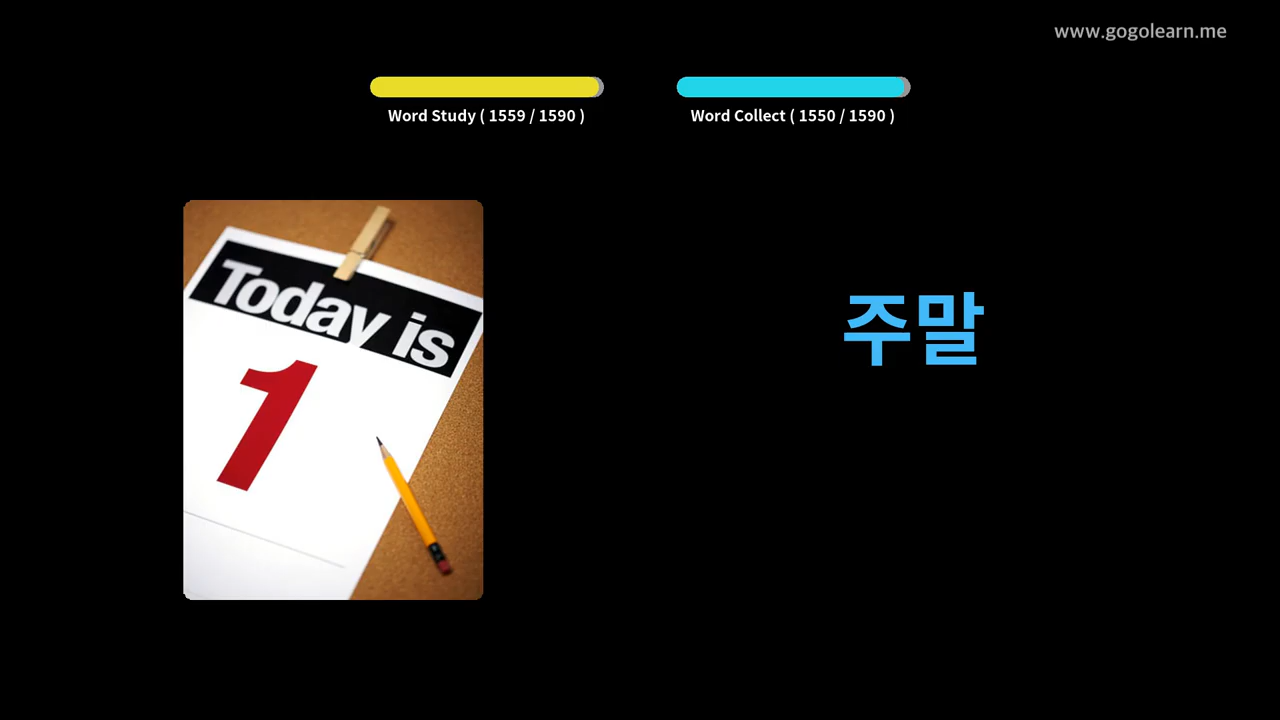 www.gogolearn.me
Word Study ( 1559 / 1590 )
Word Collect ( 1550 / 1590 )
Today is
1
주말